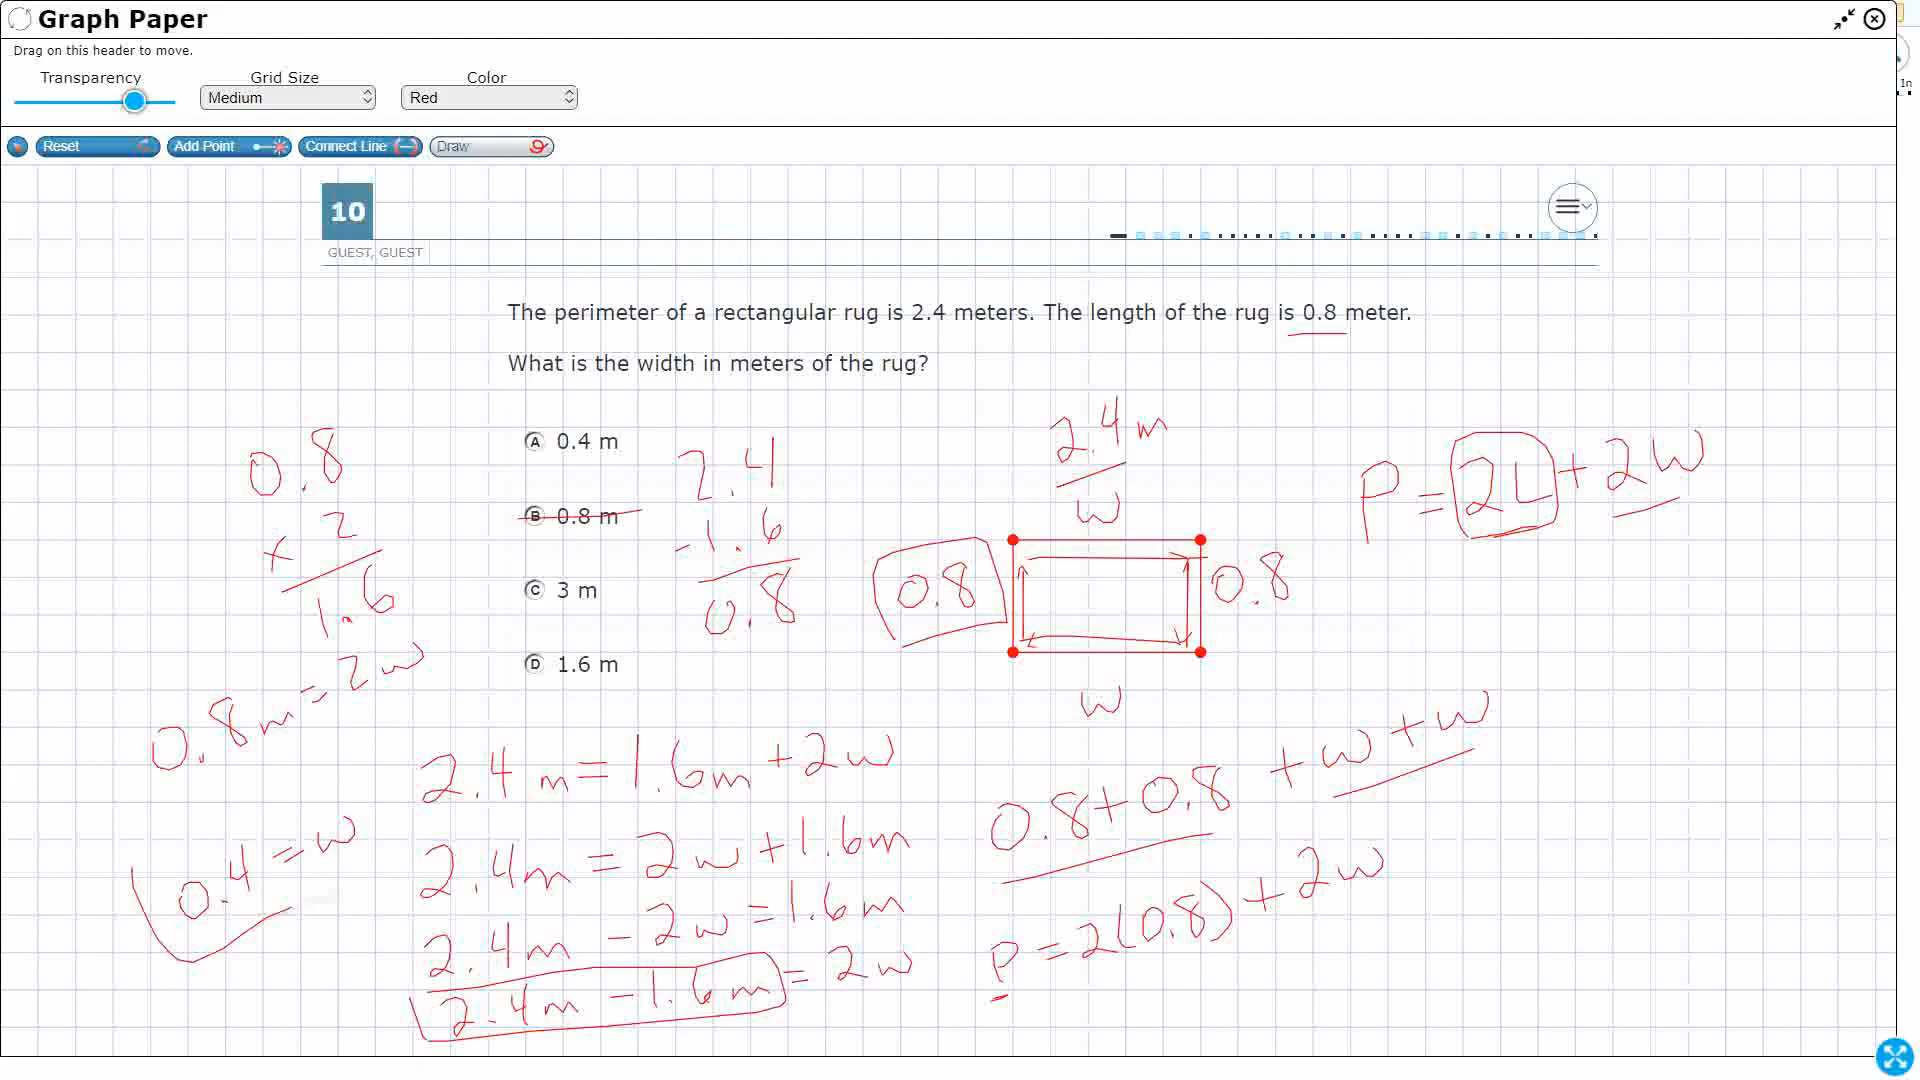 Graph Paper
Drag on this header to move.
Transparency
Grid Size
Color
Medium
Red
Reset
Add Point
Connect Line
Draw
In
10
GUEST, GUEST
The perimeter of a rectangular rug is 2.4 meters. The length of the rug is 0.8 meter.
What is the width in meters of the rug?
A 0.4 m
B 0.8 m
C 3 m
D 1.6 m
0.8
× 2
1.6
0.8m = 2w
0.4 = w
2.4
- 1.6
0.8
2.4 m
w
0.8
0.8
w
P = 2L + 2w
0.8 + 0.8 + w + w
P = 2(0.8) + 2w
2.4 m = 1.6m + 2w
2.4m = 2w + 1.6m
2.4m - 2w = 1.6m
2.4m - 1.6m = 2w